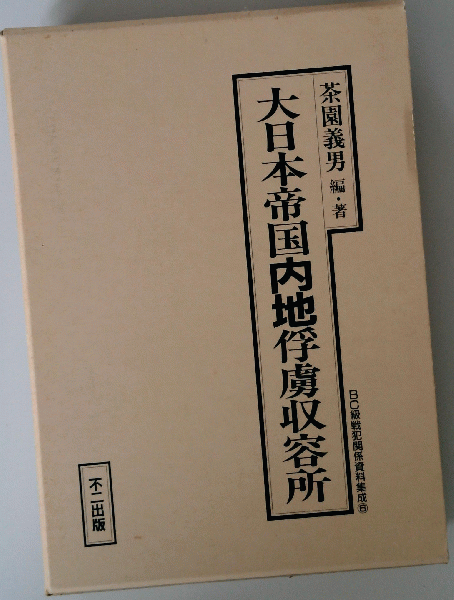 茶園義男 編・著
大日本帝国内地俘虜収容所
BC級戦犯関係資料集成⑥
不二出版